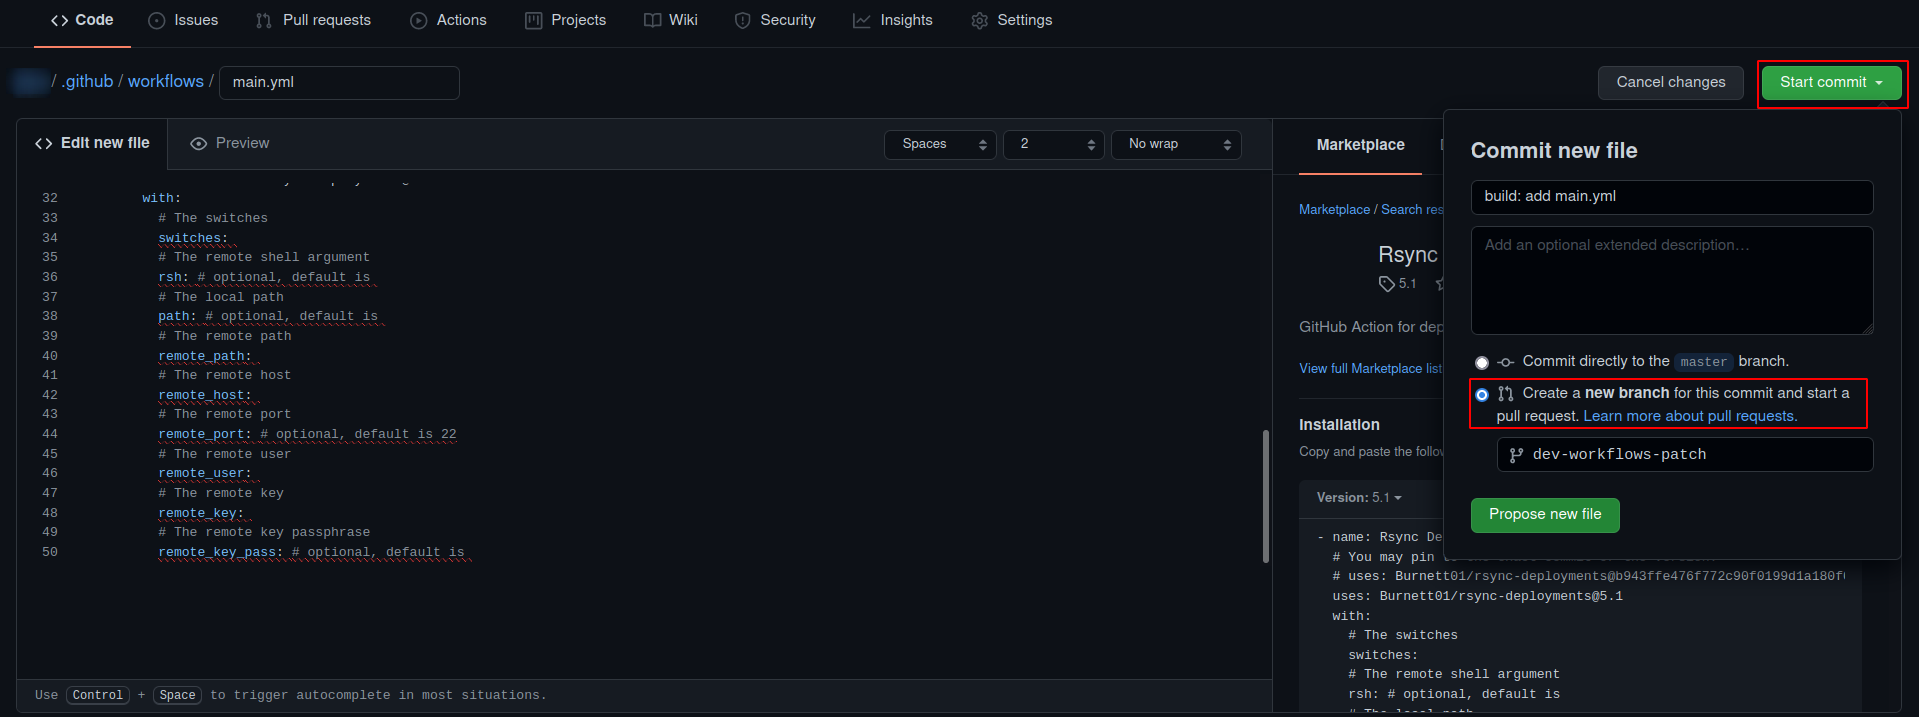 Code Issues Pull requests Actions Projects Wiki Security Insights Settings
/ .github / workflows / main.yml
Cancel changes Start commit
Edit new file Preview
Spaces 2 No wrap
32 with:
33 # The switches
34 switches:
35 # The remote shell argument
36 rsh: # optional, default is
37 # The local path
38 path: # optional, default is
39 # The remote path
40 remote_path:
41 # The remote host
42 remote_host:
43 # The remote port
44 remote_port: # optional, default is 22
45 # The remote user
46 remote_user:
47 # The remote key
48 remote_key:
49 # The remote key passphrase
50 remote_key_pass: # optional, default is
Use Control + Space to trigger autocomplete in most situations.
Marketplace
Marketplace / Search res
Rsync
5.1
GitHub Action for dep
View full Marketplace list
Installation
Copy and paste the follow
Version: 5.1
- name: Rsync De
# You may pin
# uses: Burnett01/rsync-deployments@b943ffe476f772c90f0199d1a180f
uses: Burnett01/rsync-deployments@5.1
with:
# The switches
switches:
# The remote shell argument
rsh: # optional, default is
# The local path
Commit new file
build: add main.yml
Add an optional extended description…
Commit directly to the master branch.
Create a new branch for this commit and start a
pull request. Learn more about pull requests.
dev-workflows-patch
Propose new file